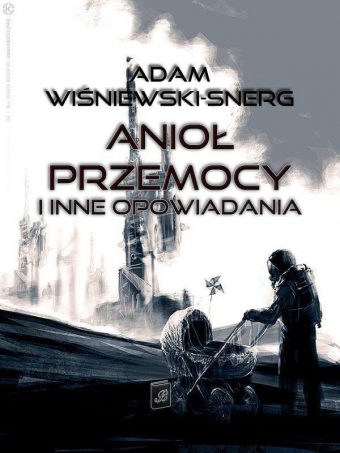 ADAM
WIŚNIEWSKI-SNERG
ANIOŁ
PRZEMOCY
I INNE OPOWIADANIA